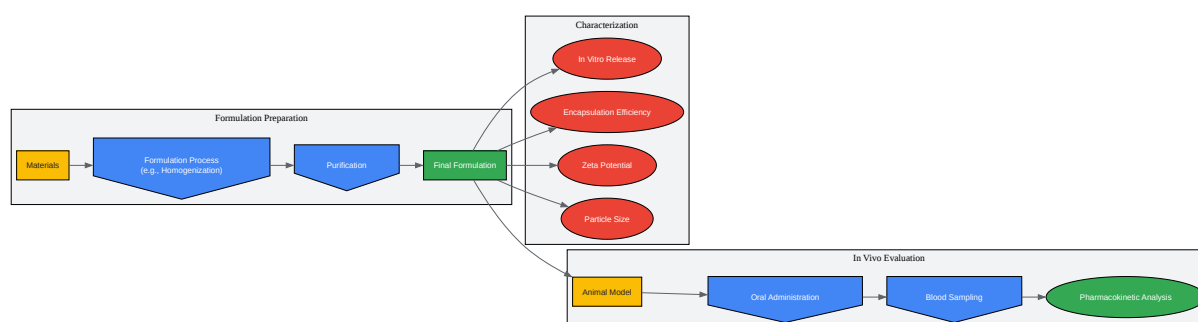 Characterization
In Vitro Release
Encapsulation Efficiency
Zeta Potential
Particle Size
Formulation Preparation
Materials
Formulation Process
(e.g., Homogenization)
Purification
Final Formulation
In Vivo Evaluation
Animal Model
Oral Administration
Blood Sampling
Pharmacokinetic Analysis